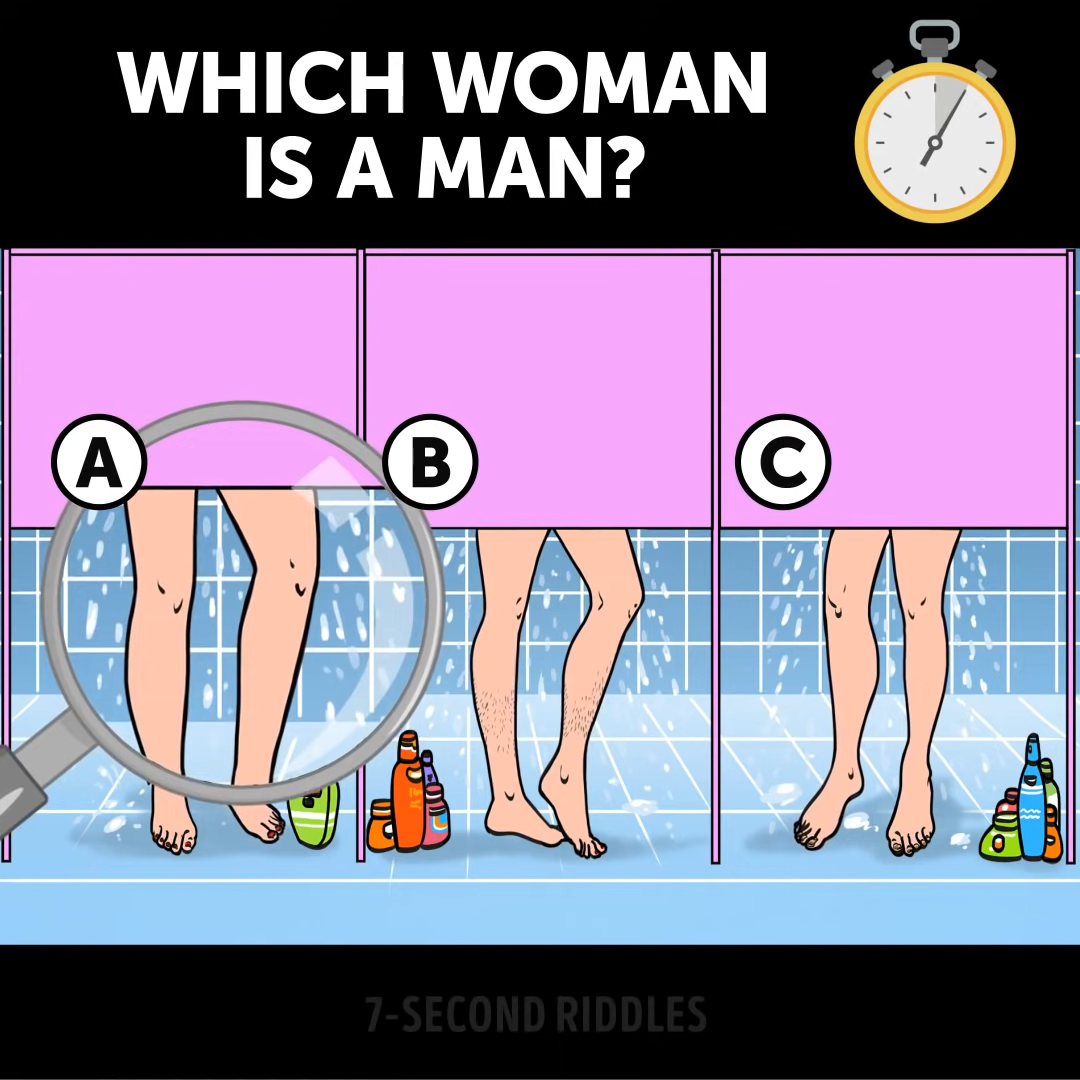 WHICH WOMAN
IS A MAN?
A
B
C
7-SECOND RIDDLES